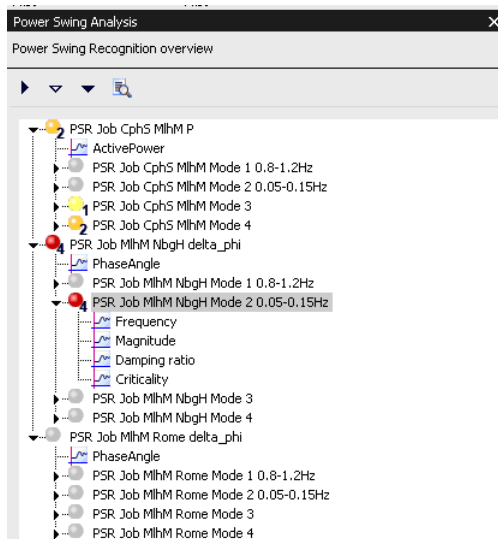 Power Swing Analysis
Power Swing Recognition overview
2 PSR Job CphS MlhM P
ActivePower
PSR Job CphS MlhM Mode 1 0.8-1.2Hz
PSR Job CphS MlhM Mode 2 0.05-0.15Hz
1 PSR Job CphS MlhM Mode 3
2 PSR Job CphS MlhM Mode 4
4 PSR Job MlhM NbgH delta_phi
PhaseAngle
PSR Job MlhM NbgH Mode 1 0.8-1.2Hz
4 PSR Job MlhM NbgH Mode 2 0.05-0.15Hz
Frequency
Magnitude
Damping ratio
Criticality
PSR Job MlhM NbgH Mode 3
PSR Job MlhM NbgH Mode 4
PSR Job MlhM Rome delta_phi
PhaseAngle
PSR Job MlhM Rome Mode 1 0.8-1.2Hz
PSR Job MlhM Rome Mode 2 0.05-0.15Hz
PSR Job MlhM Rome Mode 3
PSR Job MlhM Rome Mode 4